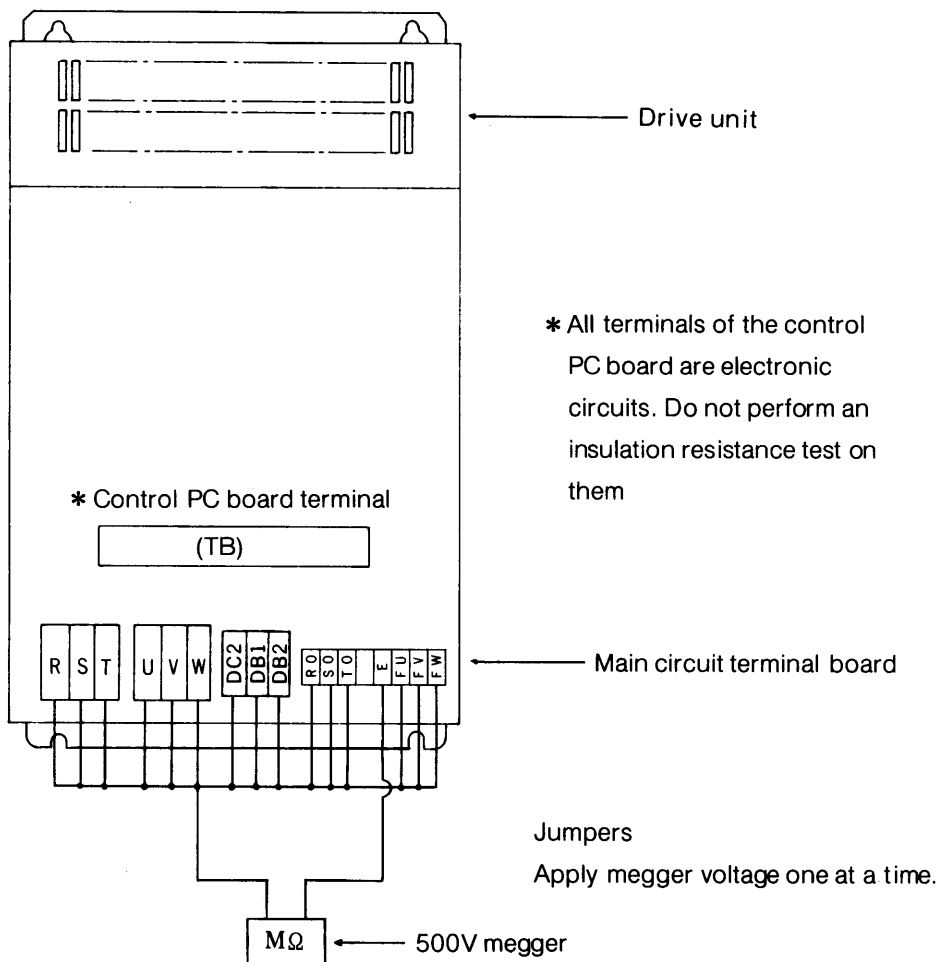 Drive unit
* All terminals of the control
PC board are electronic
circuits. Do not perform an
insulation resistance test on
them
* Control PC board terminal
(TB)
R S T U V W DC2 DB1 DB2 RO SO TO E FU FV FW
Main circuit terminal board
Jumpers
Apply megger voltage one at a time.
MΩ
500V megger